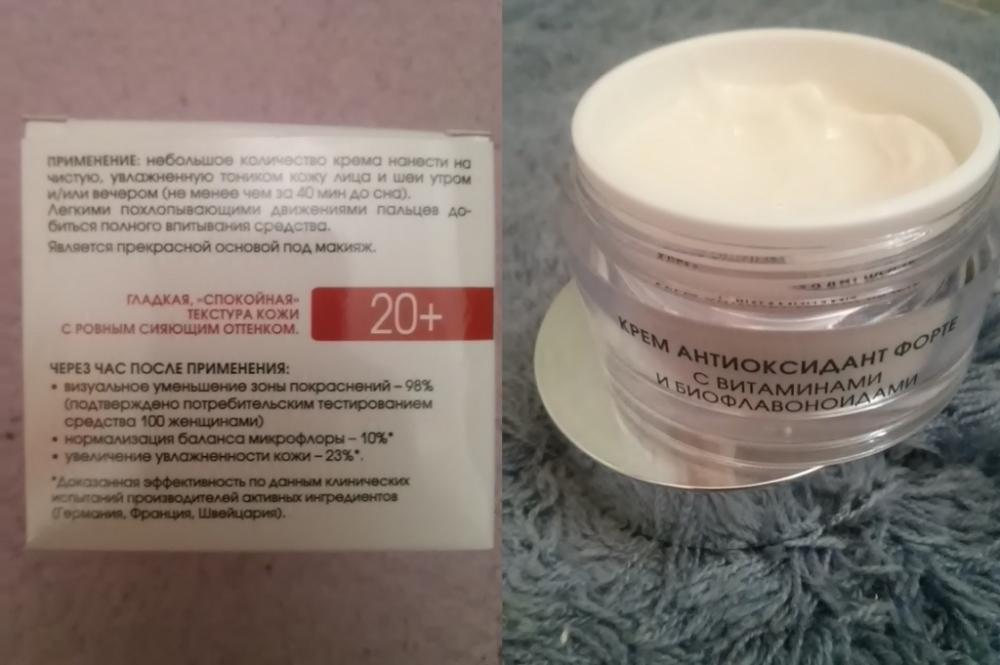 ПРИМЕНЕНИЕ: небольшое количество крема нанести на
чистую, увлажненную тоником кожу лица и шеи утром
и/или вечером (не менее чем за 40 мин до сна).
Легкими похлопывающими движениями пальцев до-
биться полного впитывания средства.
Является прекрасной основой под макияж.
ГЛАДКАЯ, «СПОКОЙНАЯ»
ТЕКСТУРА КОЖИ
С РОВНЫМ СИЯЮЩИМ ОТТЕНКОМ.
20+
ЧЕРЕЗ ЧАС ПОСЛЕ ПРИМЕНЕНИЯ:
• визуальное уменьшение зоны покраснений – 98%
(подтверждено потребительским тестированием
средства 100 женщинами)
• нормализация баланса микрофлоры – 10%*
• увеличение увлажненности кожи – 23%*.
*Доказанная эффективность по данным клинических
испытаний производителей активных ингредиентов
(Германия, Франция, Швейцария).
КРЕМ АНТИОКСИДАНТ ФОРТЕ
С ВИТАМИНАМИ
И БИОФЛАВОНОИДАМИ